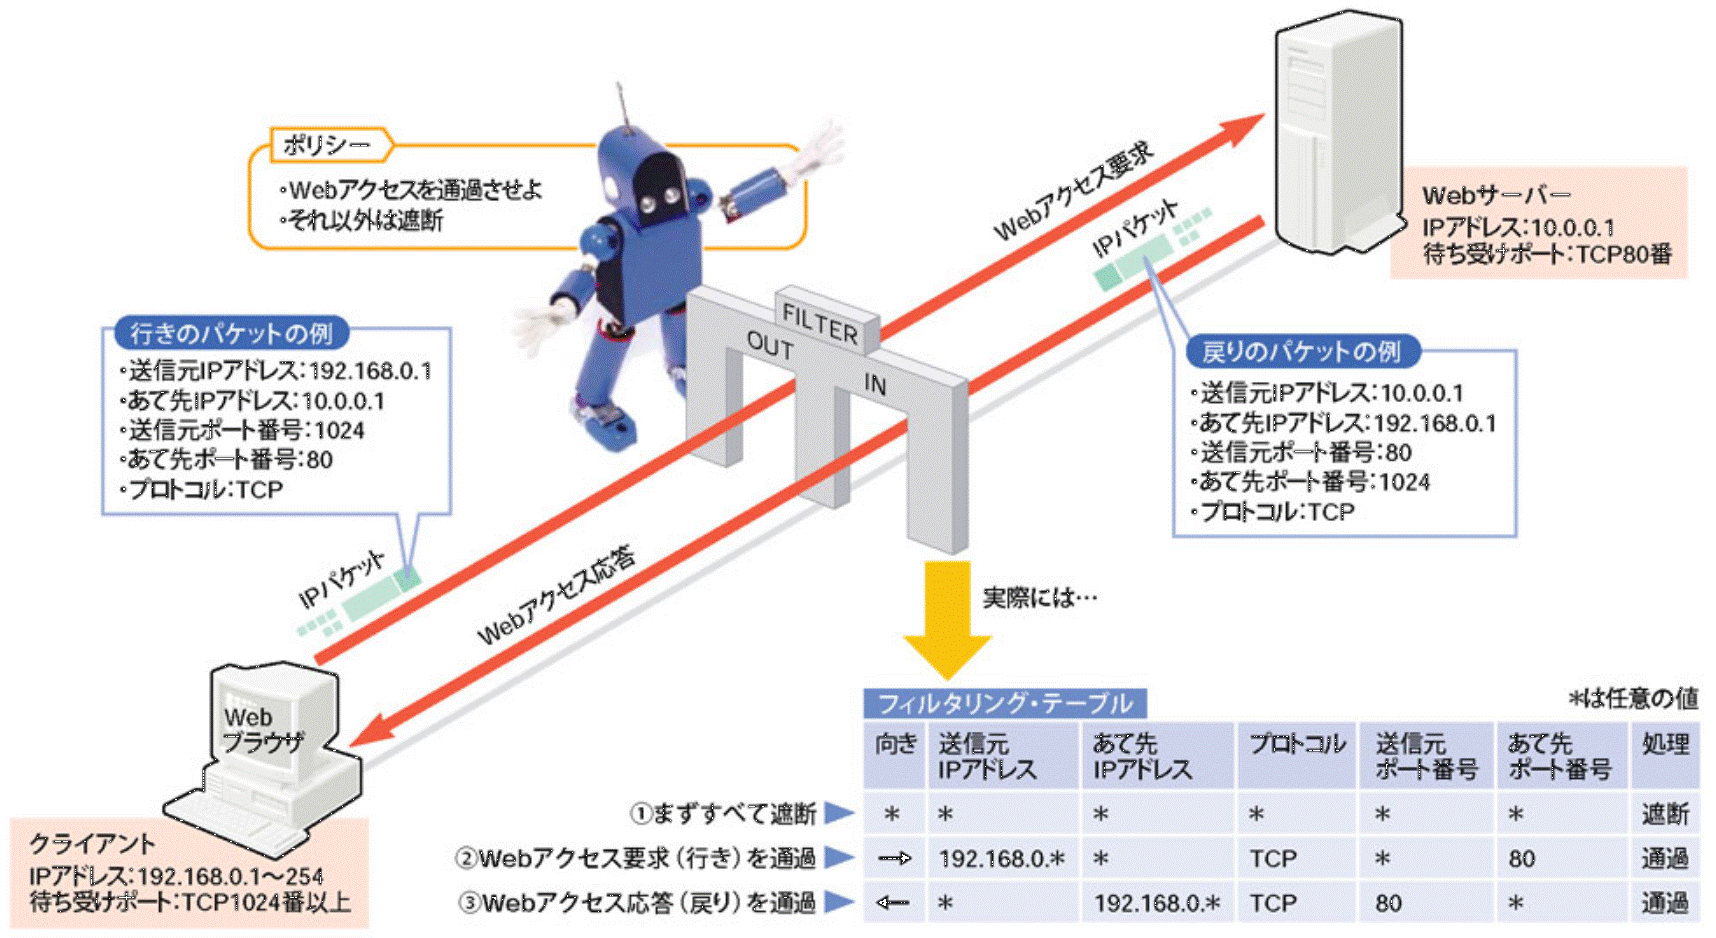 ポリシー
・Webアクセスを通過させよ
・それ以外は遮断
Webアクセス要求
IPパケット
Webサーバー
IPアドレス:10.0.0.1
待ち受けポート:TCP80番
FILTER
OUT
IN
行きのパケットの例
・送信元IPアドレス:192.168.0.1
・あて先IPアドレス:10.0.0.1
・送信元ポート番号:1024
・あて先ポート番号:80
・プロトコル:TCP
戻りのパケットの例
・送信元IPアドレス:10.0.0.1
・あて先IPアドレス:192.168.0.1
・送信元ポート番号:80
・あて先ポート番号:1024
・プロトコル:TCP
IPパケット
Webアクセス応答
実際には…
Web
ブラウザ
クライアント
IPアドレス:192.168.0.1〜254
待ち受けポート:TCP1024番以上
フィルタリング・テーブル
*は任意の値
向き 送信元IPアドレス あて先IPアドレス プロトコル 送信元ポート番号 あて先ポート番号 処理
①まずすべて遮断 * * * * * * 遮断
②Webアクセス要求(行き)を通過 → 192.168.0.* * TCP * 80 通過
③Webアクセス応答(戻り)を通過 ← * 192.168.0.* TCP 80 * 通過